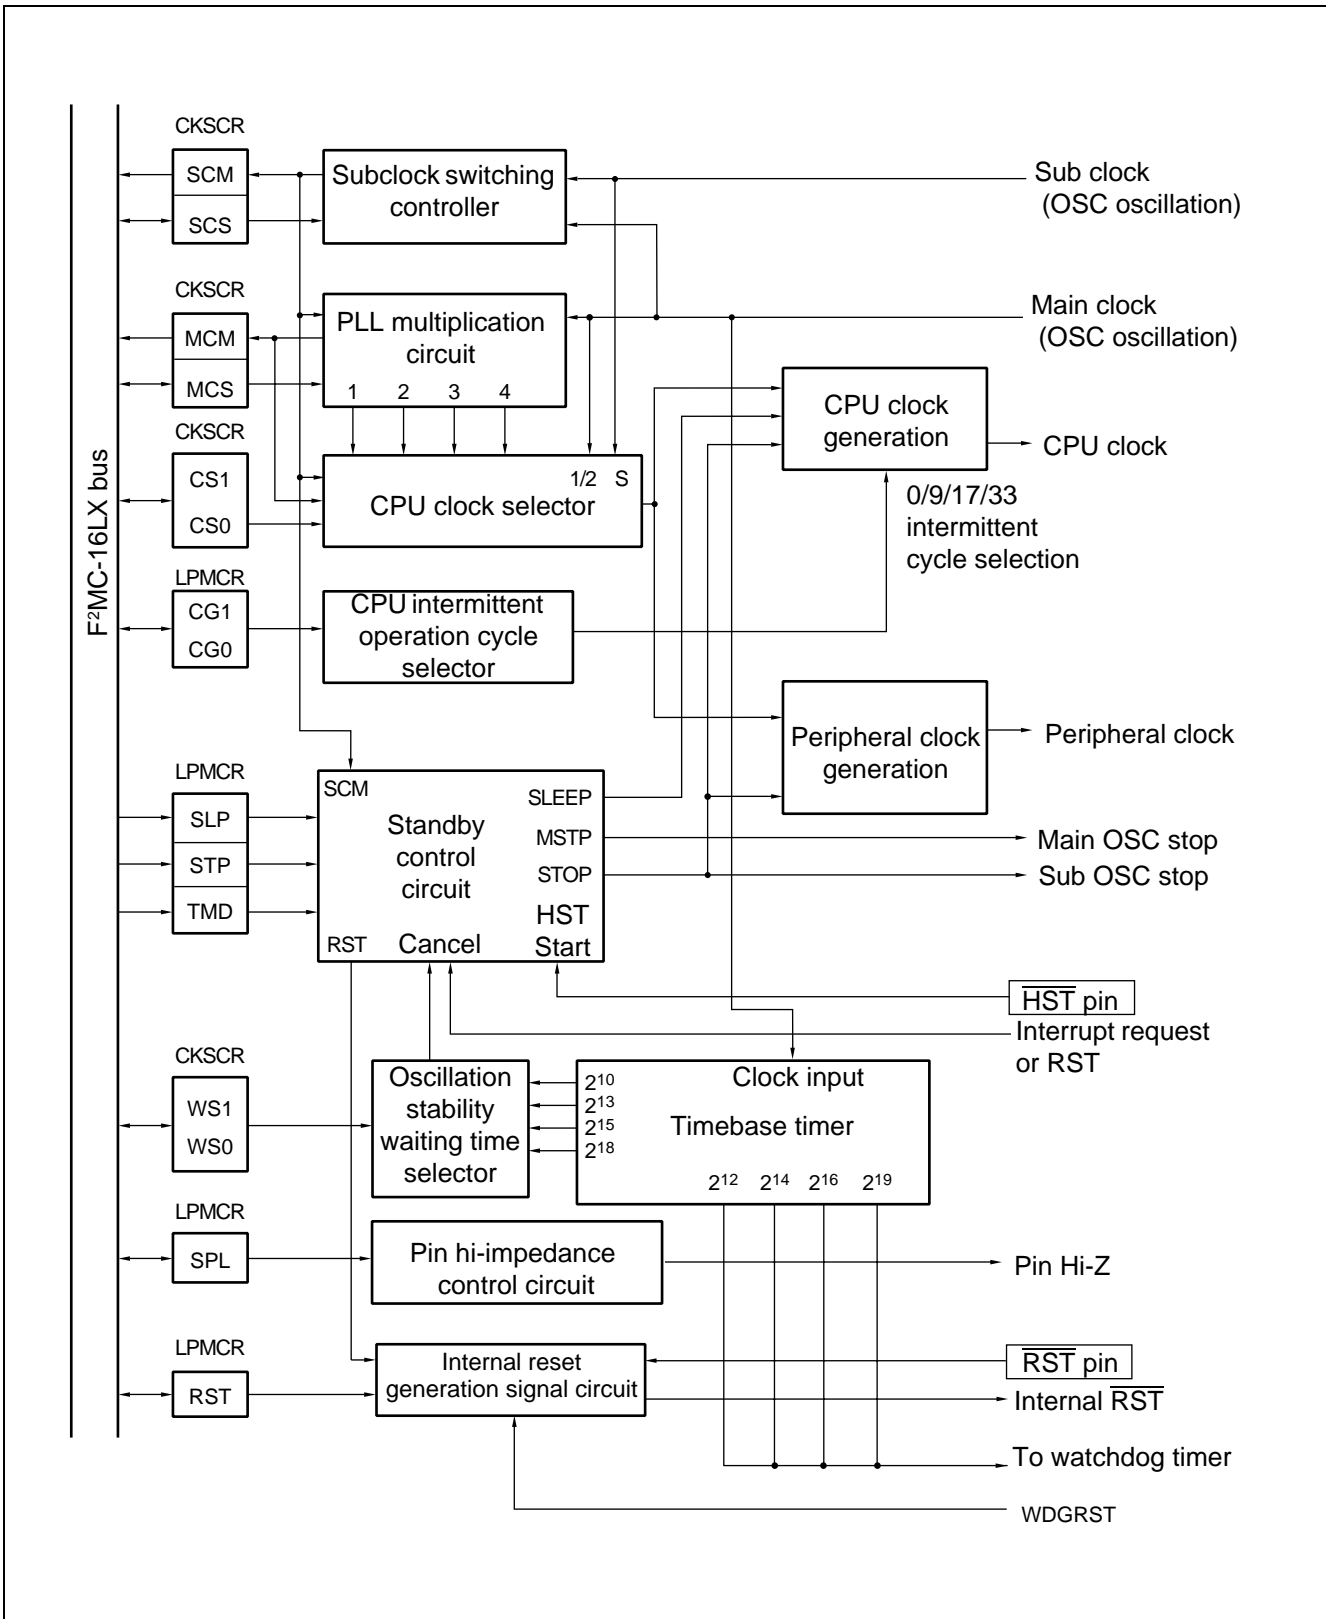 CKSCR
SCM
SCS
Subclock switching
controller
Sub clock
(OSC oscillation)
CKSCR
MCM
MCS
PLL multiplication
circuit
1 2 3 4
Main clock
(OSC oscillation)
CPU clock
generation
CPU clock
CKSCR
CS1
CS0
1/2 S
CPU clock selector
0/9/17/33
intermittent
cycle selection
F²MC-16LX bus
LPMCR
CG1
CG0
CPU intermittent
operation cycle
selector
Peripheral clock
generation
Peripheral clock
LPMCR
SLP
STP
TMD
SCM
Standby
control
circuit
SLEEP
MSTP
STOP
HST
Start
RST
Cancel
Main OSC stop
Sub OSC stop
H̅S̅T̅ pin
Interrupt request
or RST
CKSCR
WS1
WS0
Oscillation
stability
waiting time
selector
2¹⁰
2¹³
2¹⁵
2¹⁸
Clock input
Timebase timer
2¹² 2¹⁴ 2¹⁶ 2¹⁹
LPMCR
SPL
Pin hi-impedance
control circuit
Pin Hi-Z
LPMCR
RST
Internal reset
generation signal circuit
R̅S̅T̅ pin
Internal R̅S̅T̅
To watchdog timer
WDGRST